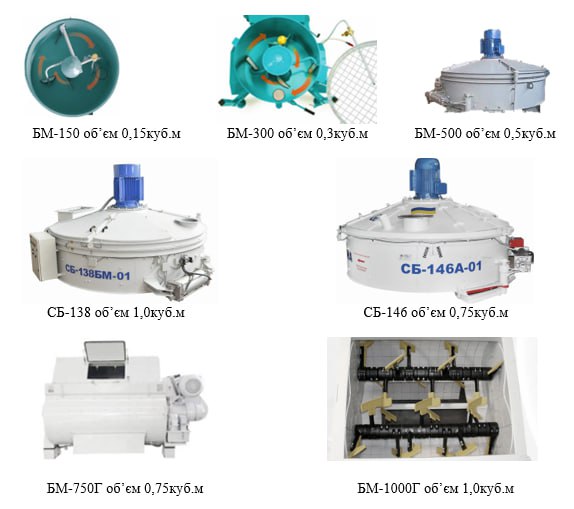 БМ-150 об’єм 0,15куб.м
БМ-300 об’єм 0,3куб.м
БМ-500 об’єм 0,5куб.м
СБ-138БМ-01
СБ-146А-01
СБ-138 об’єм 1,0куб.м
СБ-146 об’єм 0,75куб.м
БМ-750Г об’єм 0,75куб.м
БМ-1000Г об’єм 1,0куб.м